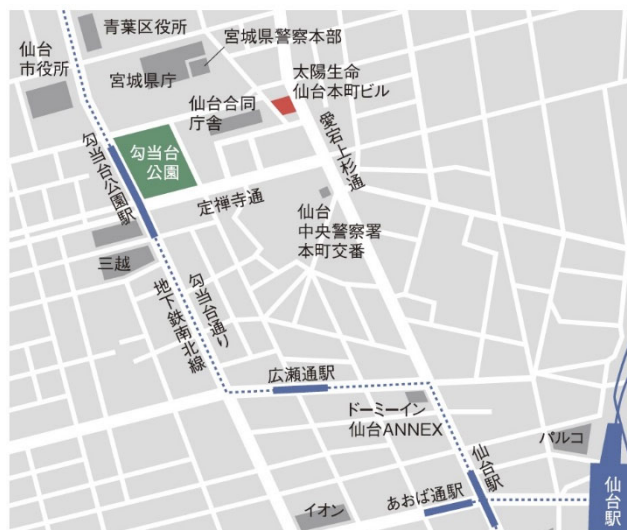 青葉区役所
仙台
市役所
宮城県警察本部
宮城県庁
太陽生命
仙台本町ビル
仙台合同
庁舎
愛宕上杉通
勾当台
公園
勾当台公園駅
定禅寺通
仙台
中央警察署
本町交番
三越
勾当台通り
地下鉄南北線
広瀬通駅
ドーミーイン
仙台ANNEX
パルコ
仙台駅
仙台駅
あおば通駅
イオン